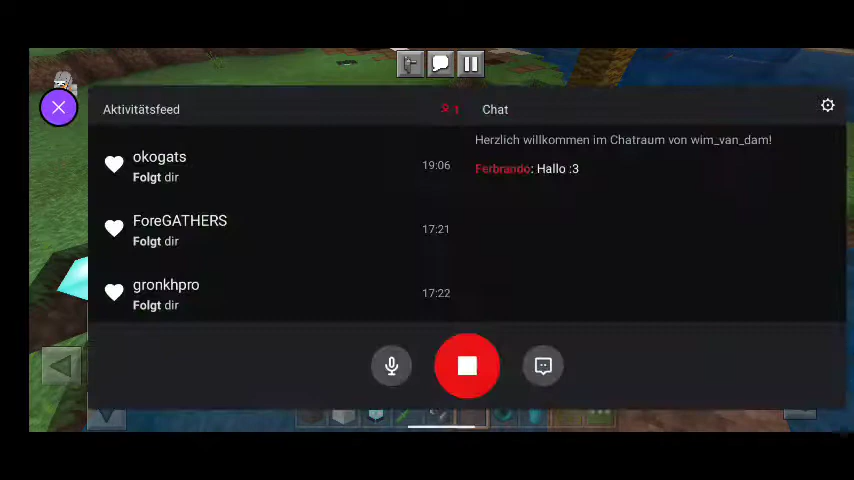 Aktivitätsfeed
1
okogats
Folgt dir
19:06
ForeGATHERS
Folgt dir
17:21
gronkhpro
Folgt dir
17:22
Chat
Herzlich willkommen im Chatraum von wim_van_dam!
Ferbrando: Hallo :3